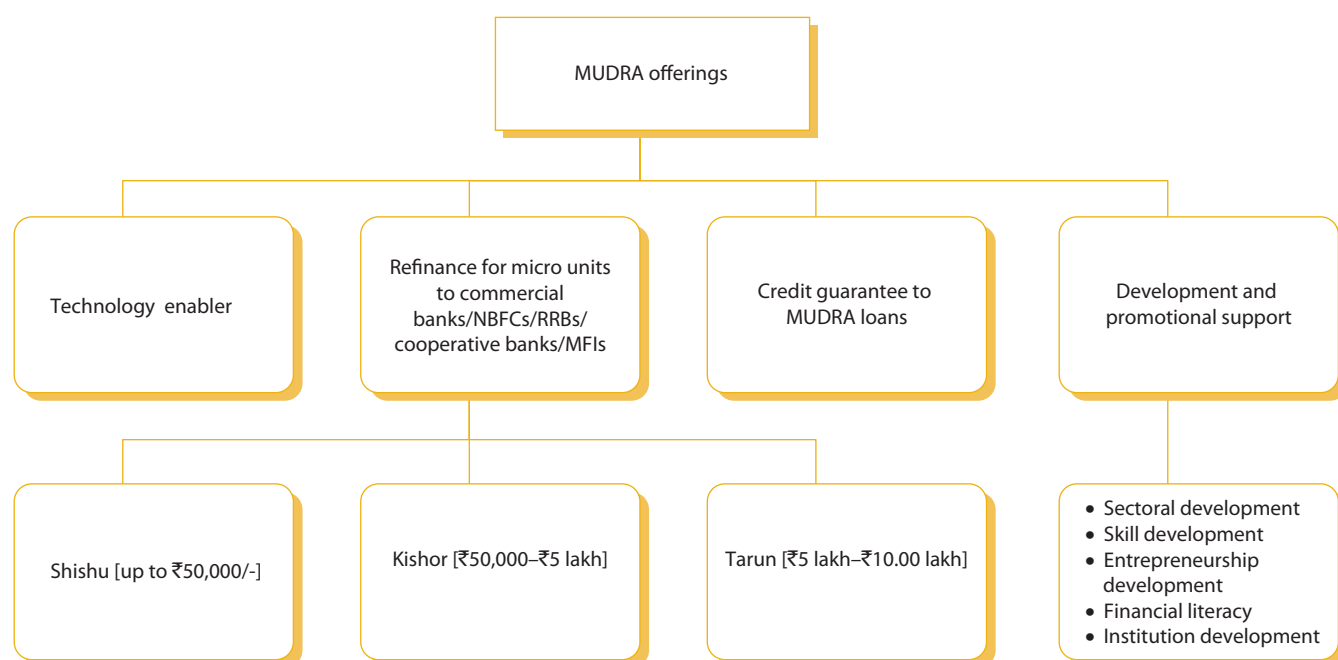 MUDRA offerings
Technology enabler
Refinance for micro units
to commercial
banks/NBFCs/RRBs/
cooperative banks/MFIs
Credit guarantee to
MUDRA loans
Development and
promotional support
Shishu [up to ₹50,000/-]
Kishor [₹50,000–₹5 lakh]
Tarun [₹5 lakh–₹10.00 lakh]
• Sectoral development
• Skill development
• Entrepreneurship
development
• Financial literacy
• Institution development